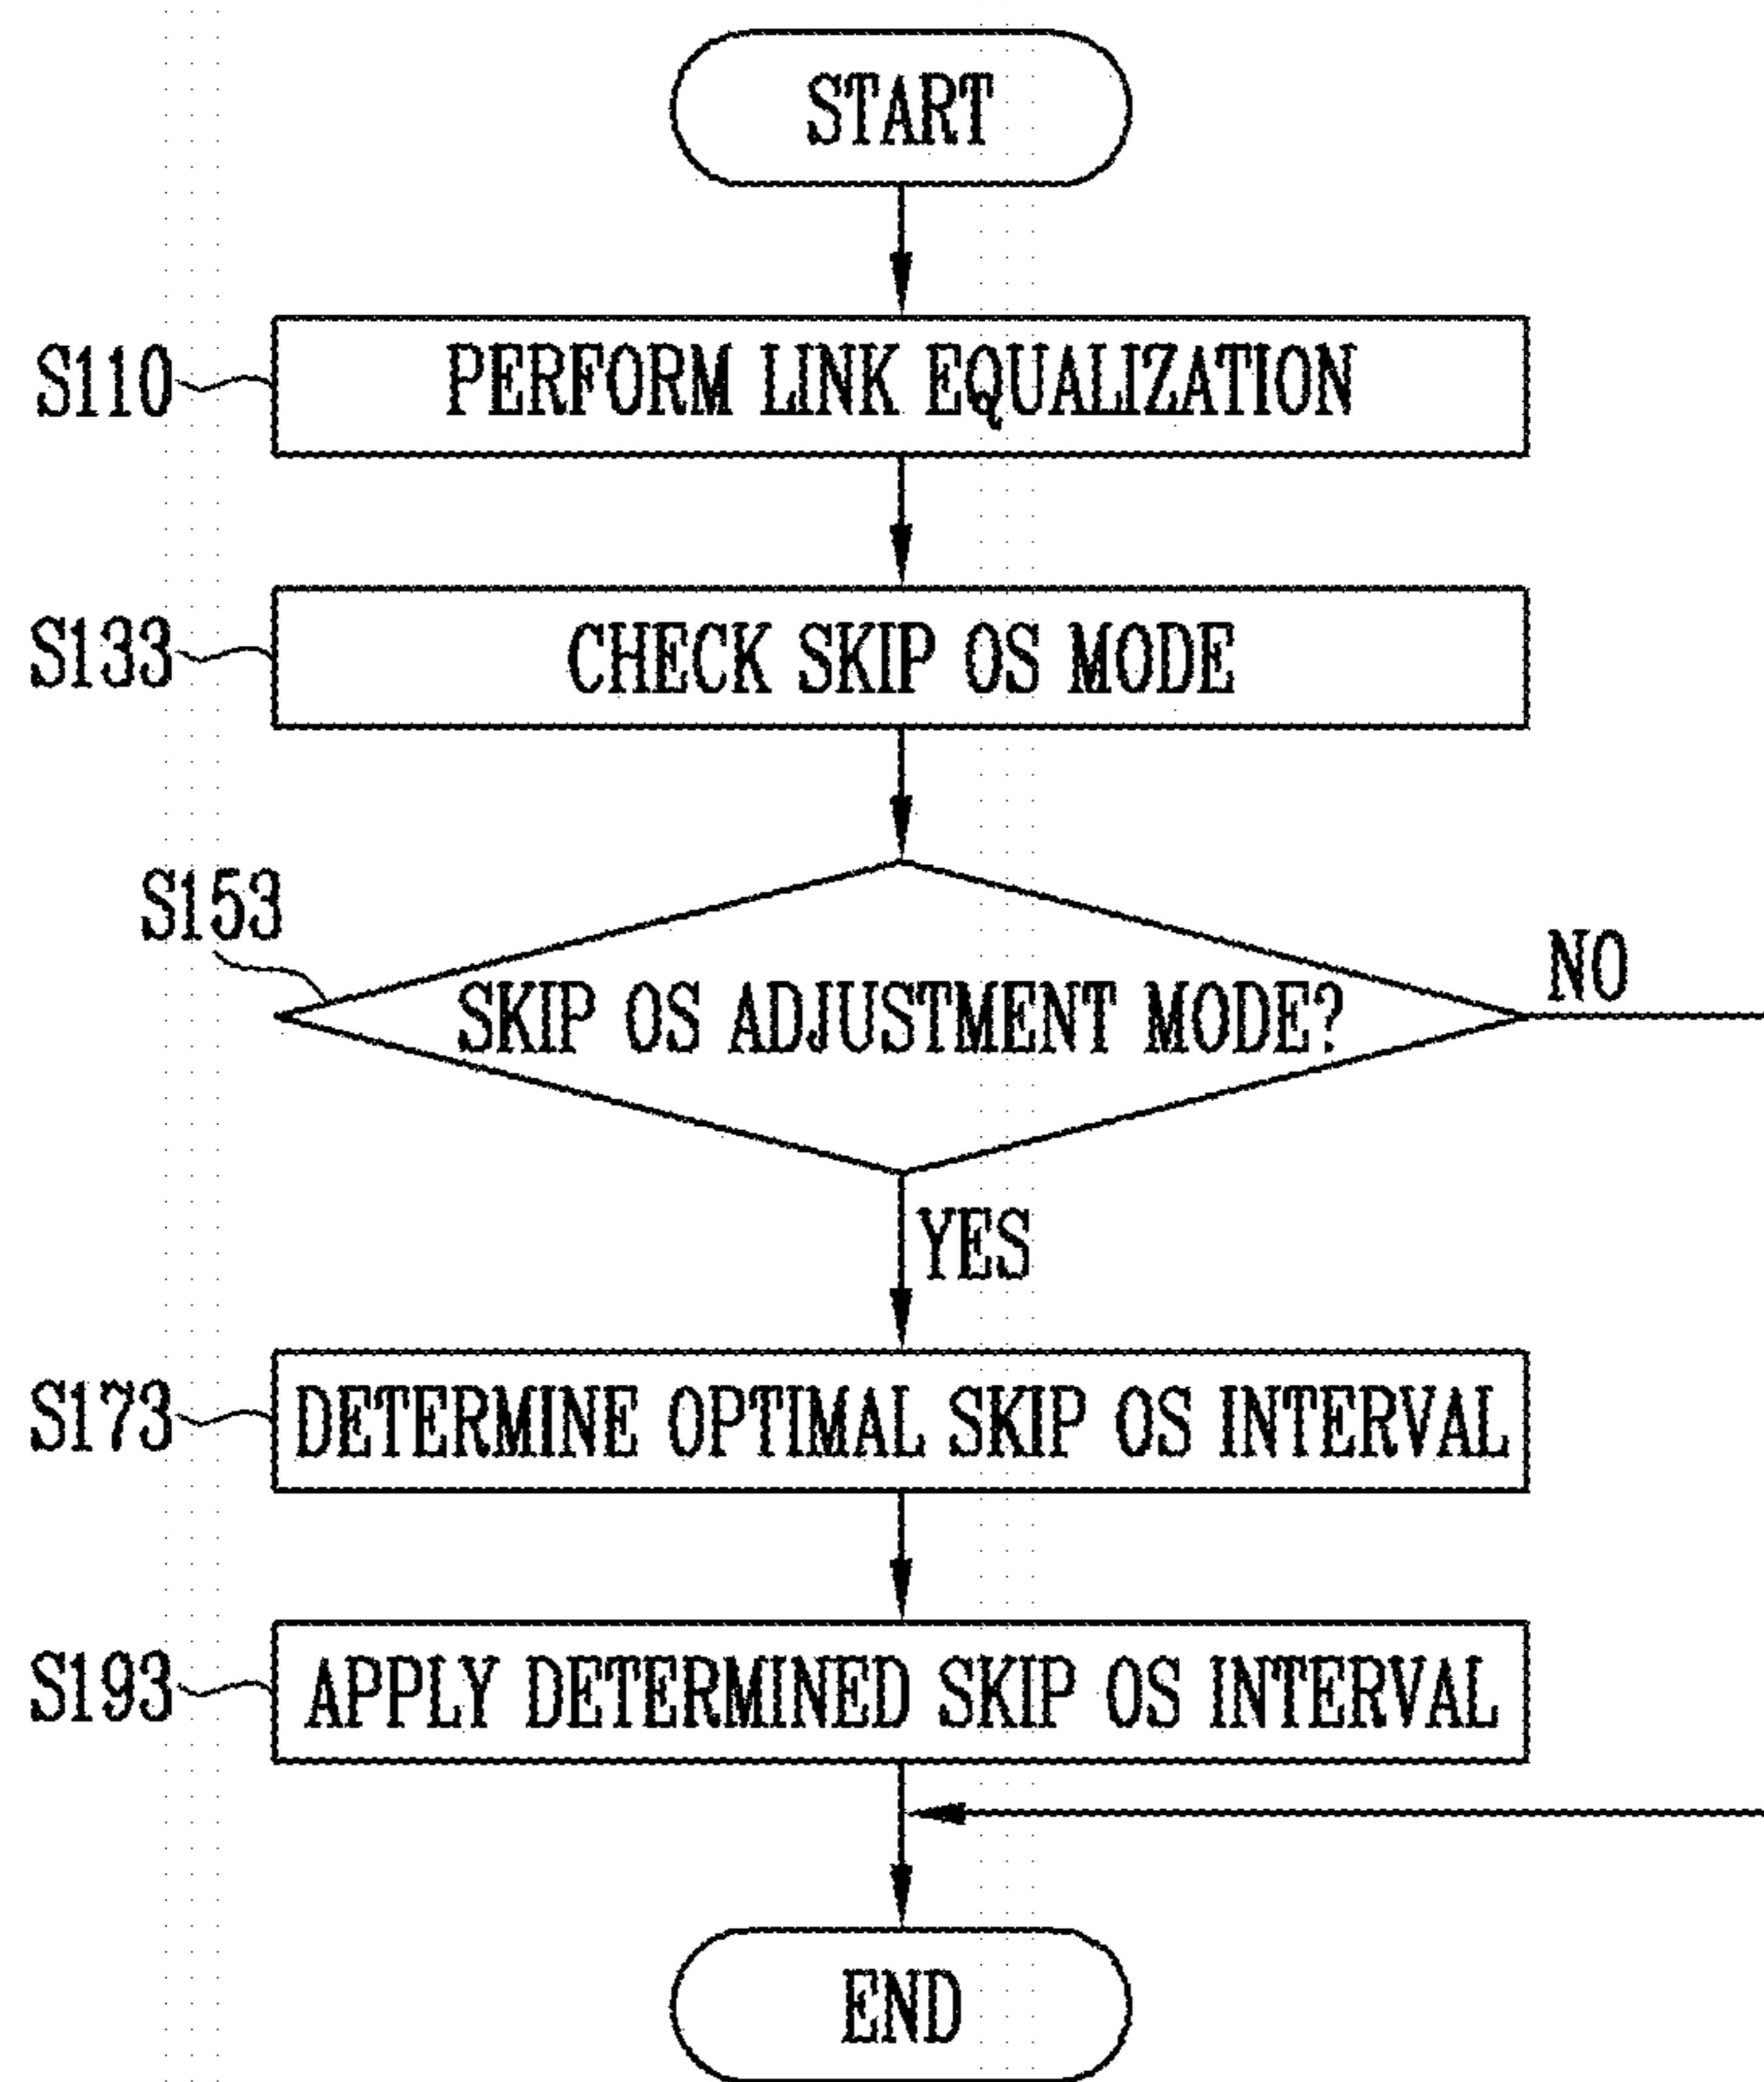 START
S110
PERFORM LINK EQUALIZATION
S133
CHECK SKIP OS MODE
S153
SKIP OS ADJUSTMENT MODE?
NO
YES
S173
DETERMINE OPTIMAL SKIP OS INTERVAL
S193
APPLY DETERMINED SKIP OS INTERVAL
END